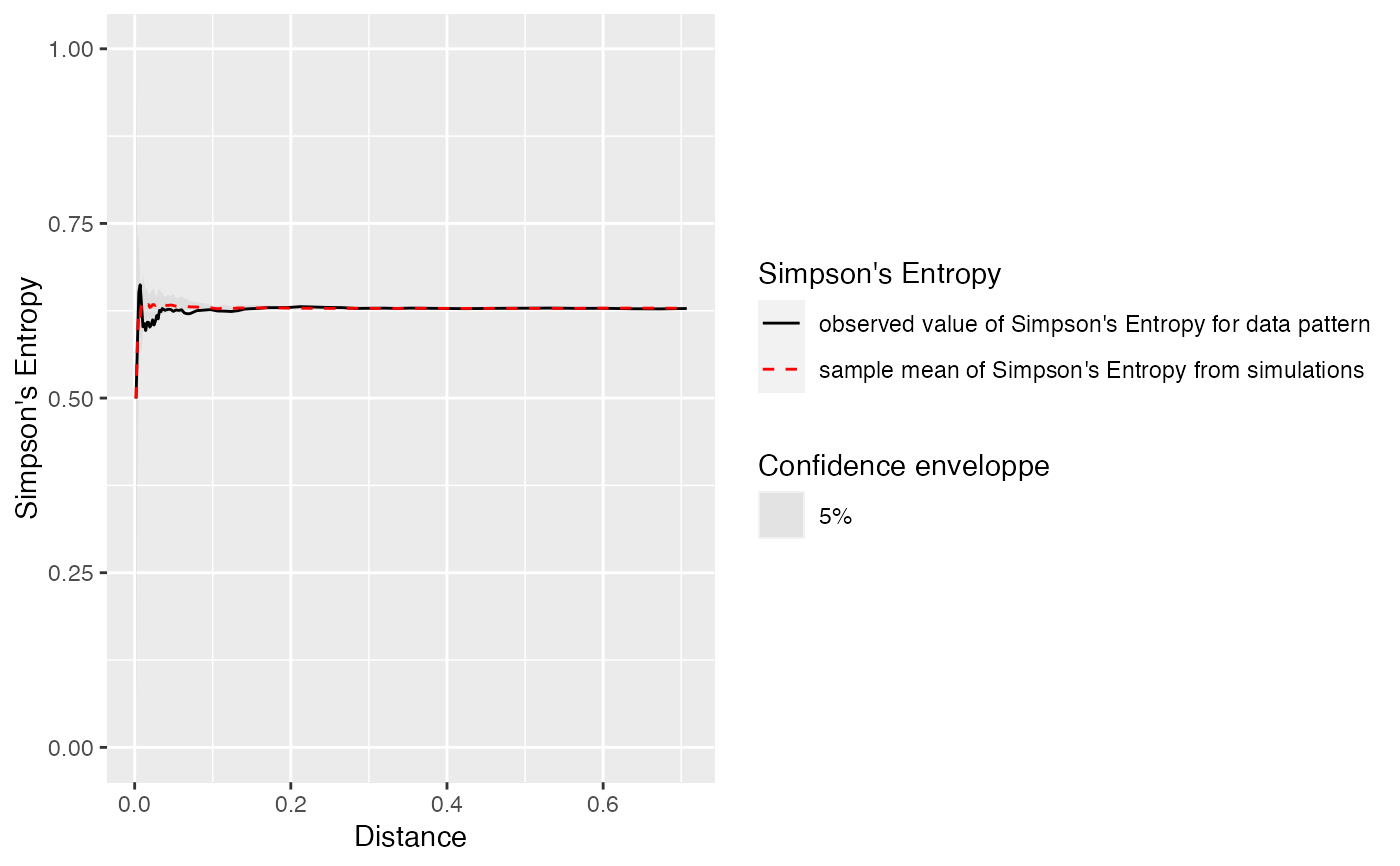 1.00
0.75
0.50
0.25
0.00
Simpson's Entropy
0.0
0.2
0.4
0.6
Distance
Simpson's Entropy
observed value of Simpson's Entropy for data pattern
sample mean of Simpson's Entropy from simulations
Confidence enveloppe
5%